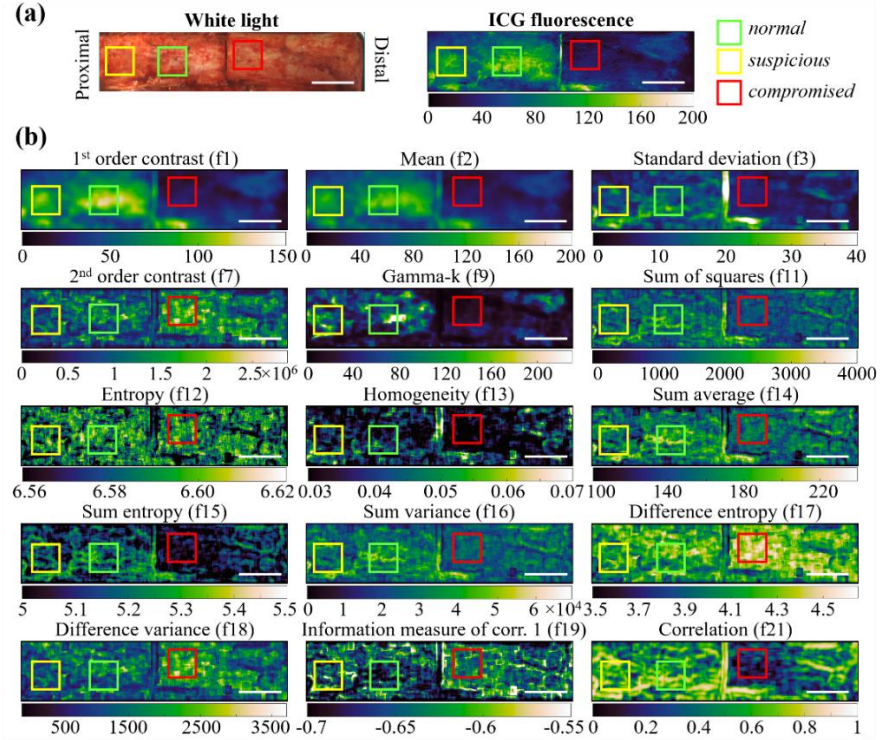 (a)
White light
ICG fluorescence
Proximal
Distal
normal
suspicious
compromised
0 40 80 120 160 200
(b)
1st order contrast (f1) Mean (f2) Standard deviation (f3)
0 50 100 150 0 40 80 120 160 200 0 10 20 30 40
2nd order contrast (f7) Gamma-k (f9) Sum of squares (f11)
0 0.5 1 1.5 2 2.5×10⁶ 0 40 80 120 160 200 0 1000 2000 3000 4000
Entropy (f12) Homogeneity (f13) Sum average (f14)
6.56 6.58 6.60 6.62 0.03 0.04 0.05 0.06 0.07 100 140 180 220
Sum entropy (f15) Sum variance (f16) Difference entropy (f17)
5 5.1 5.2 5.3 5.4 5.5 0 1 2 3 4 5 6 ×10⁴ 3.5 3.7 3.9 4.1 4.3 4.5
Difference variance (f18) Information measure of corr. 1 (f19) Correlation (f21)
500 1500 2500 3500 -0.7 -0.65 -0.6 -0.55 0 0.2 0.4 0.6 0.8 1